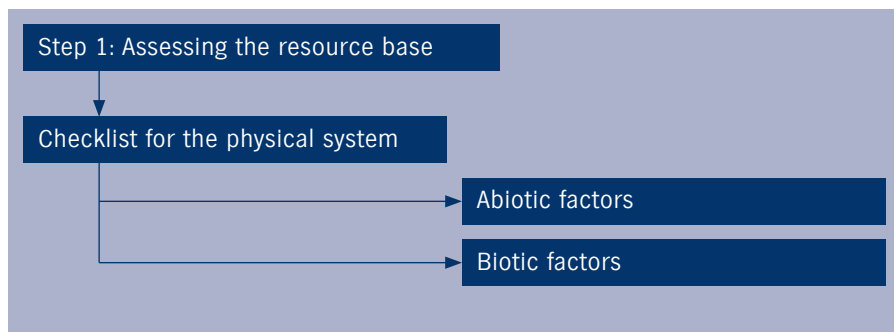 Step 1: Assessing the resource base
Checklist for the physical system
Abiotic factors
Biotic factors